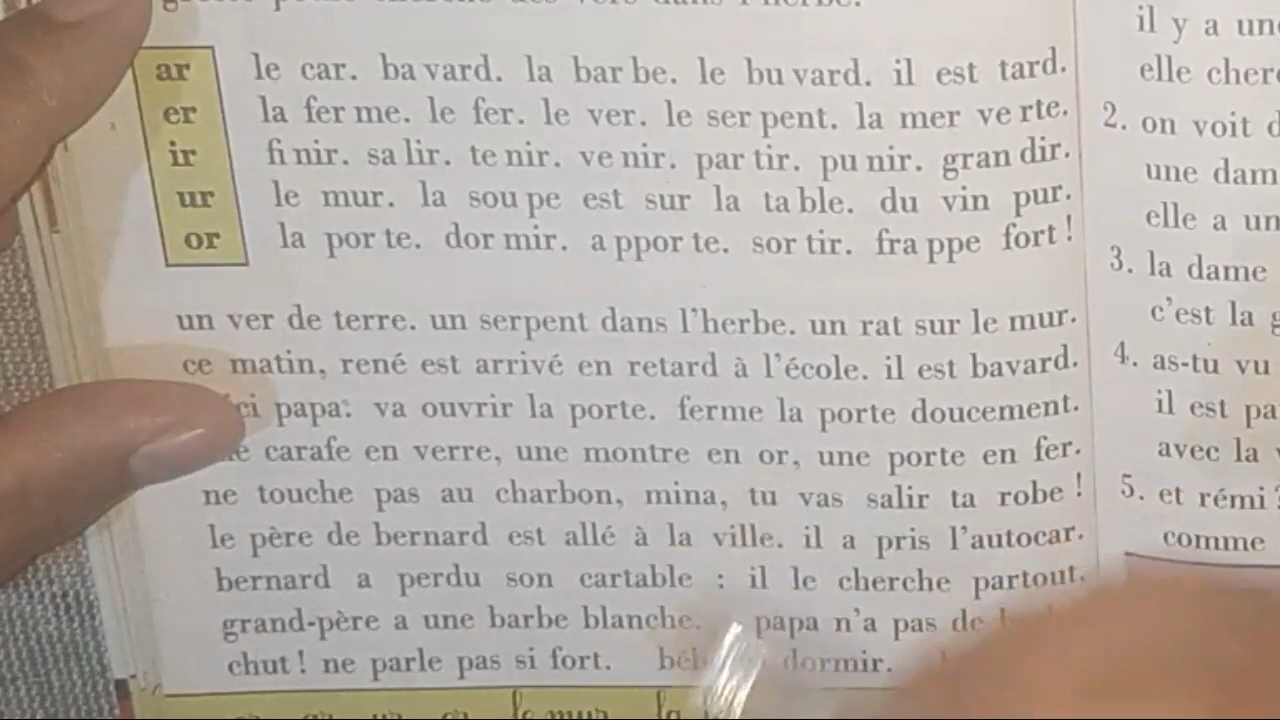 ar le car. ba vard. la bar be. le bu vard. il est tard.
er la fer me. le fer. le ver. le ser pent. la mer ve rte.
ir fi nir. sa lir. te nir. ve nir. par tir. pu nir. gran dir.
ur le mur. la sou pe est sur la ta ble. du vin pur.
or la por te. dor mir. a ppor te. sor tir. fra ppe fort !
un ver de terre. un serpent dans l'herbe. un rat sur le mur.
ce matin, rené est arrivé en retard à l'école. il est bavard.
papa. va ouvrir la porte. ferme la porte doucement.
carafe en verre, une montre en or, une porte en fer.
ne touche pas au charbon, mina, tu vas salir ta robe !
le père de bernard est allé à la ville. il a pris l'autocar.
bernard a perdu son cartable : il le cherche partout.
grand-père a une barbe blanche. papa n'a pas de
chut ! ne parle pas si fort. dormir.
ar ur or le mur la
il y a
elle
2. on voit
une
elle a
3. la dame
c'est la
4. as-tu vu
il est
avec la
5. et rémi ?
comme